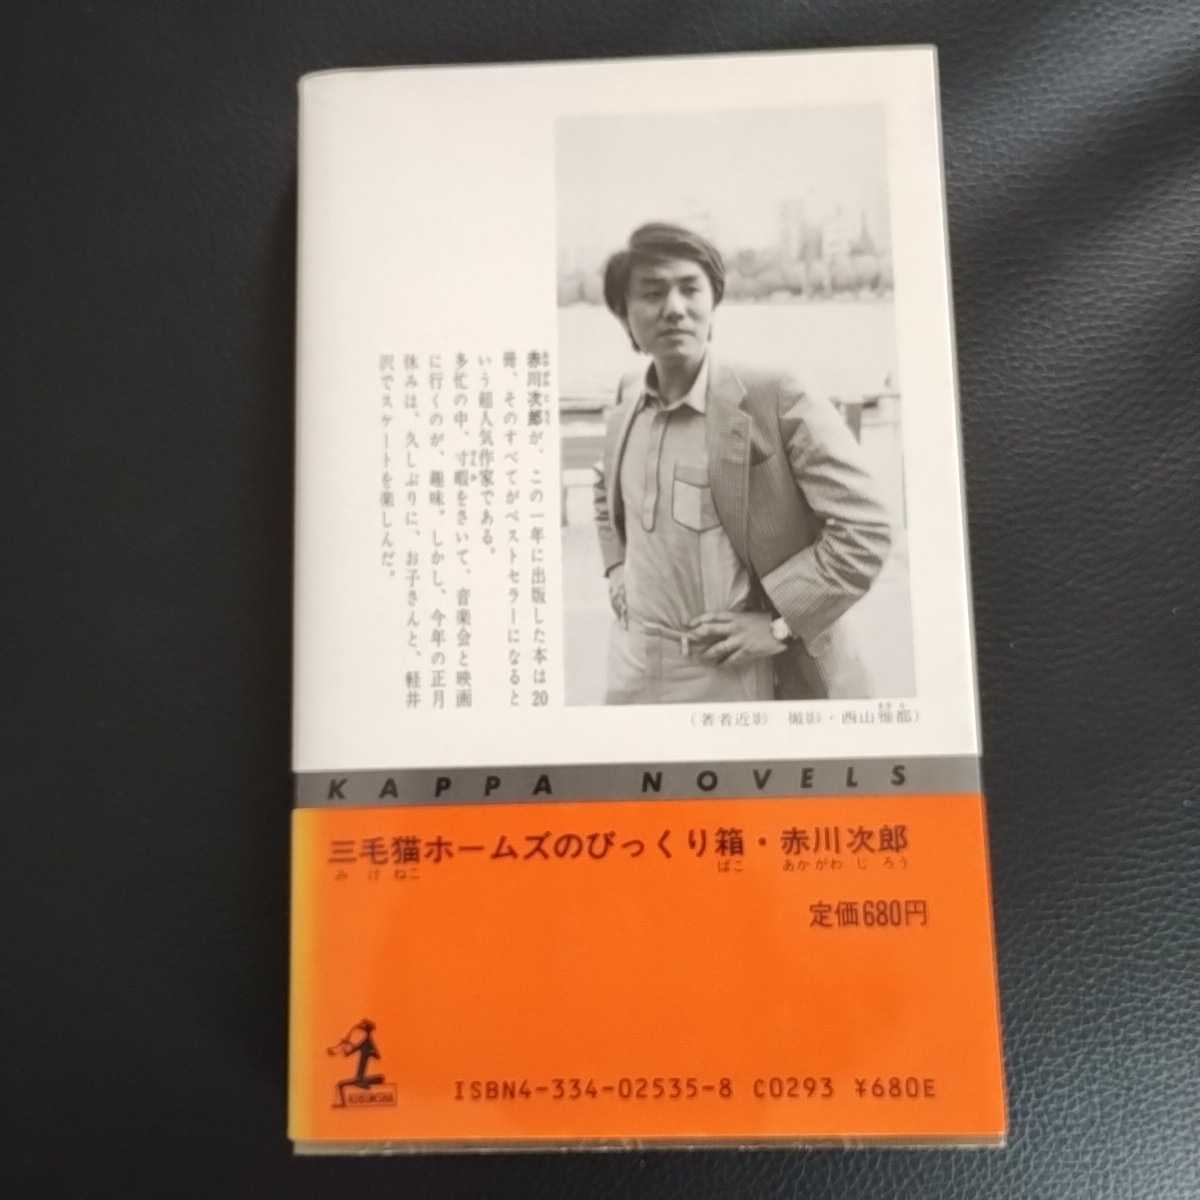 赤川次郎が、この一年に出版した本は20
冊、そのすべてがベストセラーになると
いう超人気作家である。
多忙の中、寸暇をさいて、音楽会と映画
に行くのが、趣味。しかし、今年の正月
休みは、久しぶりに、お子さんと、軽井
沢でスケートを楽しんだ。
(著者近影 撮影・西山雅都)
KAPPA NOVELS
三毛猫ホームズのびっくり箱・赤川次郎
みけねこ ばこ あかがわじろう
定価680円
ISBN4-334-02535-8 C0293 ¥680E